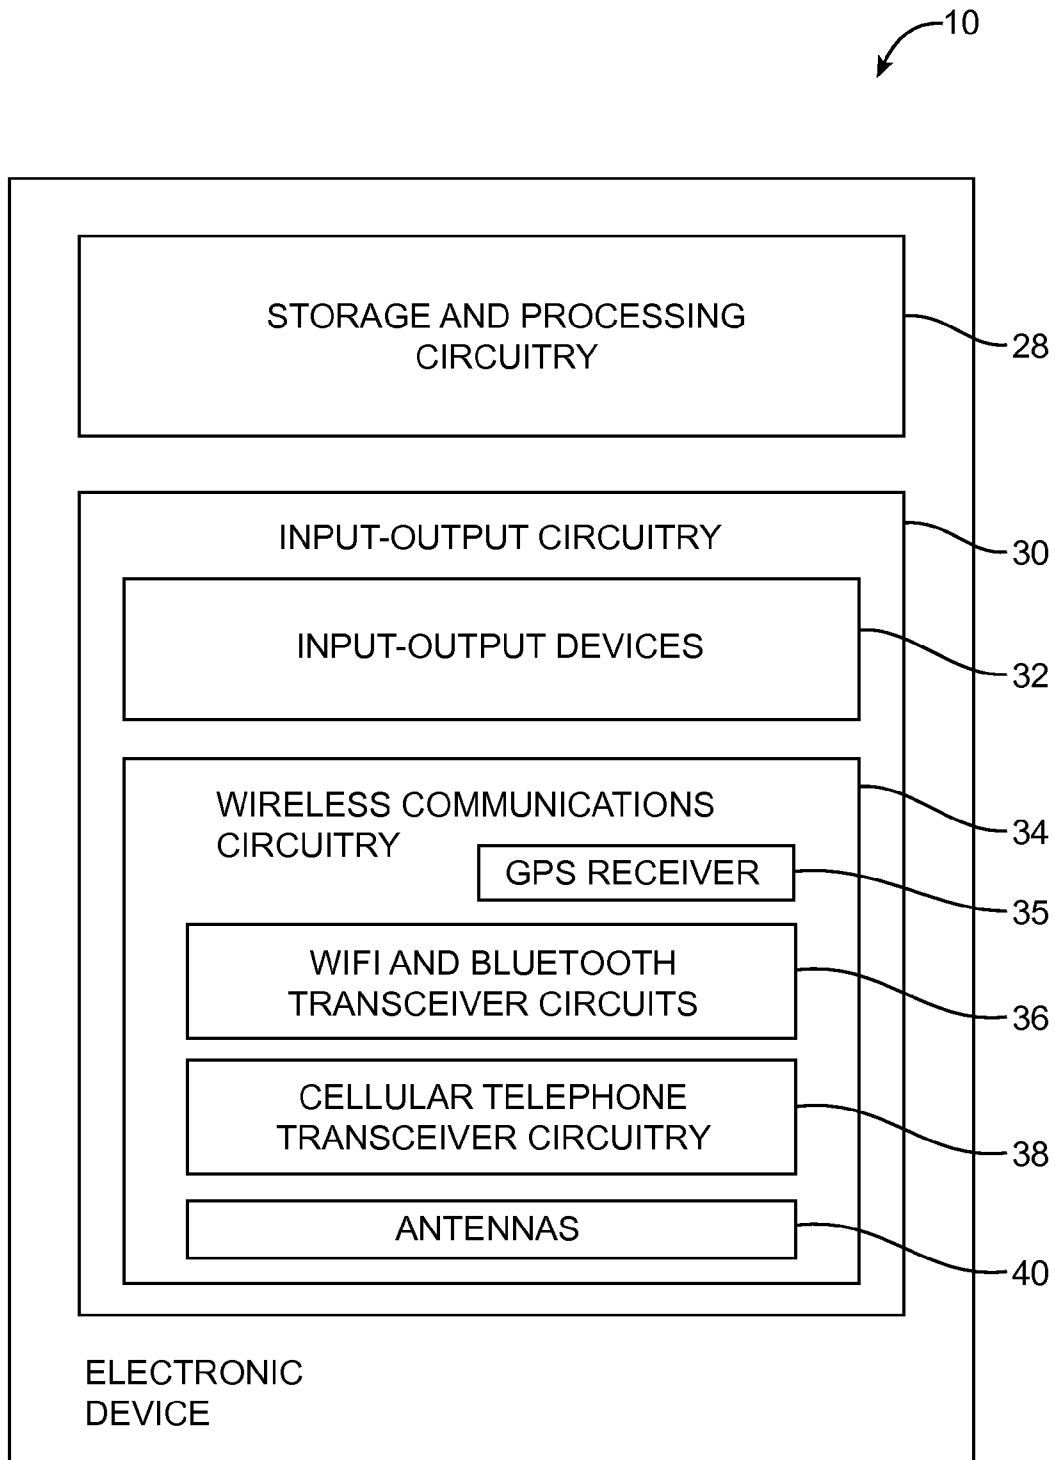 10
STORAGE AND PROCESSING
CIRCUITRY
28
INPUT-OUTPUT CIRCUITRY
30
INPUT-OUTPUT DEVICES
32
WIRELESS COMMUNICATIONS
CIRCUITRY
34
GPS RECEIVER
35
WIFI AND BLUETOOTH
TRANSCEIVER CIRCUITS
36
CELLULAR TELEPHONE
TRANSCEIVER CIRCUITRY
38
ANTENNAS
40
ELECTRONIC
DEVICE